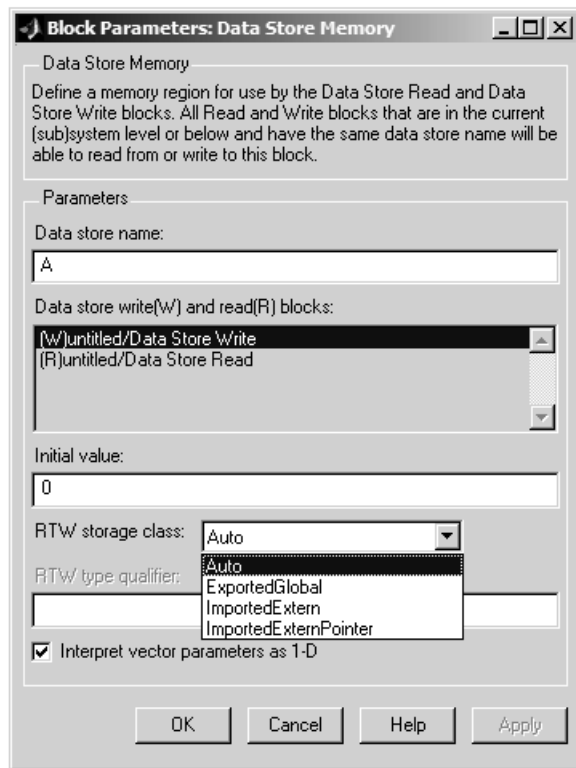 Block Parameters: Data Store Memory
Data Store Memory
Define a memory region for use by the Data Store Read and Data
Store Write blocks. All Read and Write blocks that are in the current
(sub)system level or below and have the same data store name will be
able to read from or write to this block.
Parameters
Data store name:
A
Data store write(W) and read(R) blocks:
(W)untitled/Data Store Write
(R)untitled/Data Store Read
Initial value:
0
RTW storage class: Auto
Auto
RTW type qualifier:
ExportedGlobal
ImportedExtern
ImportedExternPointer
Interpret vector parameters as 1-D
OK Cancel Help Apply